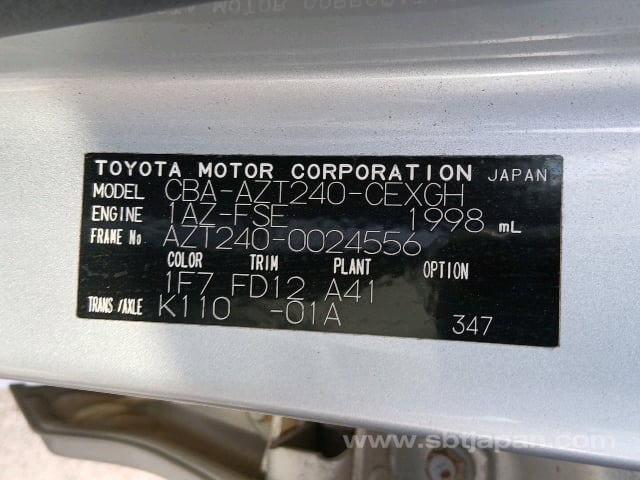 TOYOTA MOTOR CORPORATION JAPAN
MODEL CBA-AZT240-CEXGH
ENGINE 1AZ-FSE 1998 mL
FRAME No AZT240-0024556
COLOR TRIM PLANT OPTION
1F7 FD12 A41
TRANS/AXLE K110 -01A
347
www.sbtjapan.com